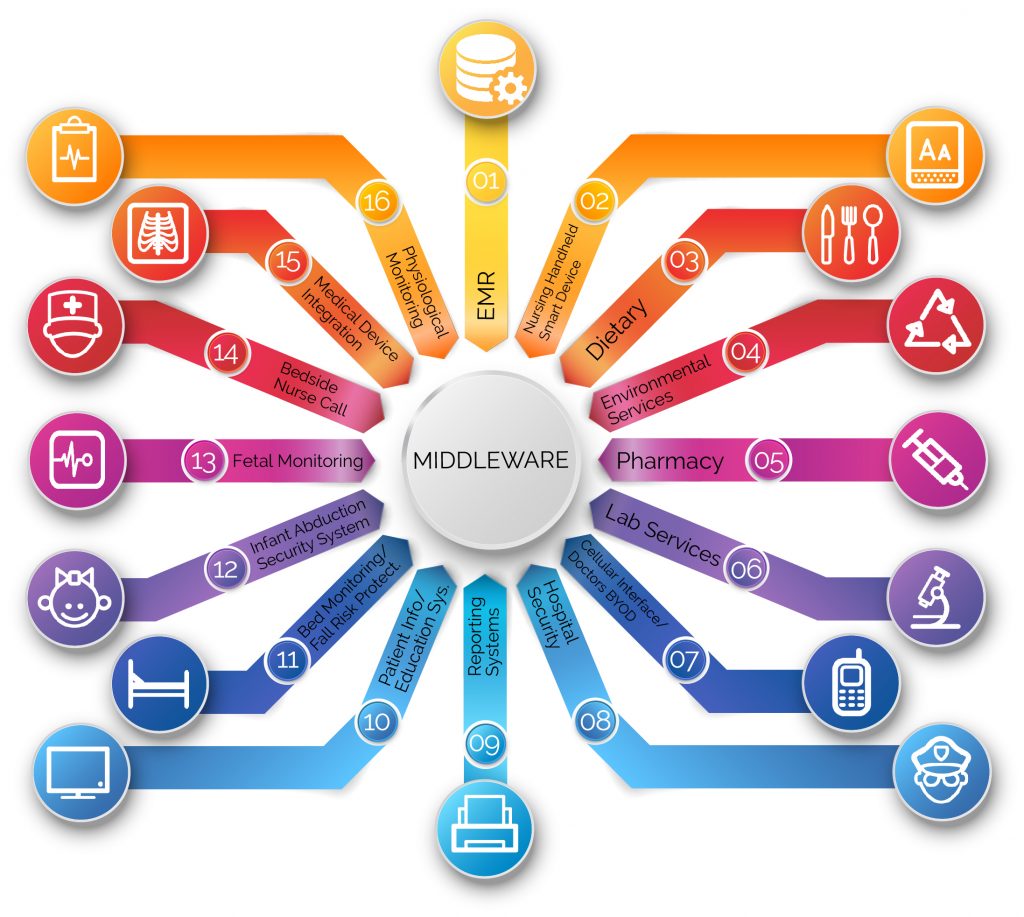 01
EMR
02
Nursing Handheld
Smart Device
03
Dietary
04
Environmental
Services
05
Pharmacy
06
Lab Services
07
Cellular Interface/
Doctors BYOD
08
Hospital
Security
09
Reporting
Systems
10
Patient Info/
Education Sys.
11
Bed Monitoring/
Fall Risk Protect.
12
Infant Abduction
Security System
13
Fetal Monitoring
14
Bedside
Nurse Call
15
Medical Device
Integration
16
Physiological
Monitoring
MIDDLEWARE
AA